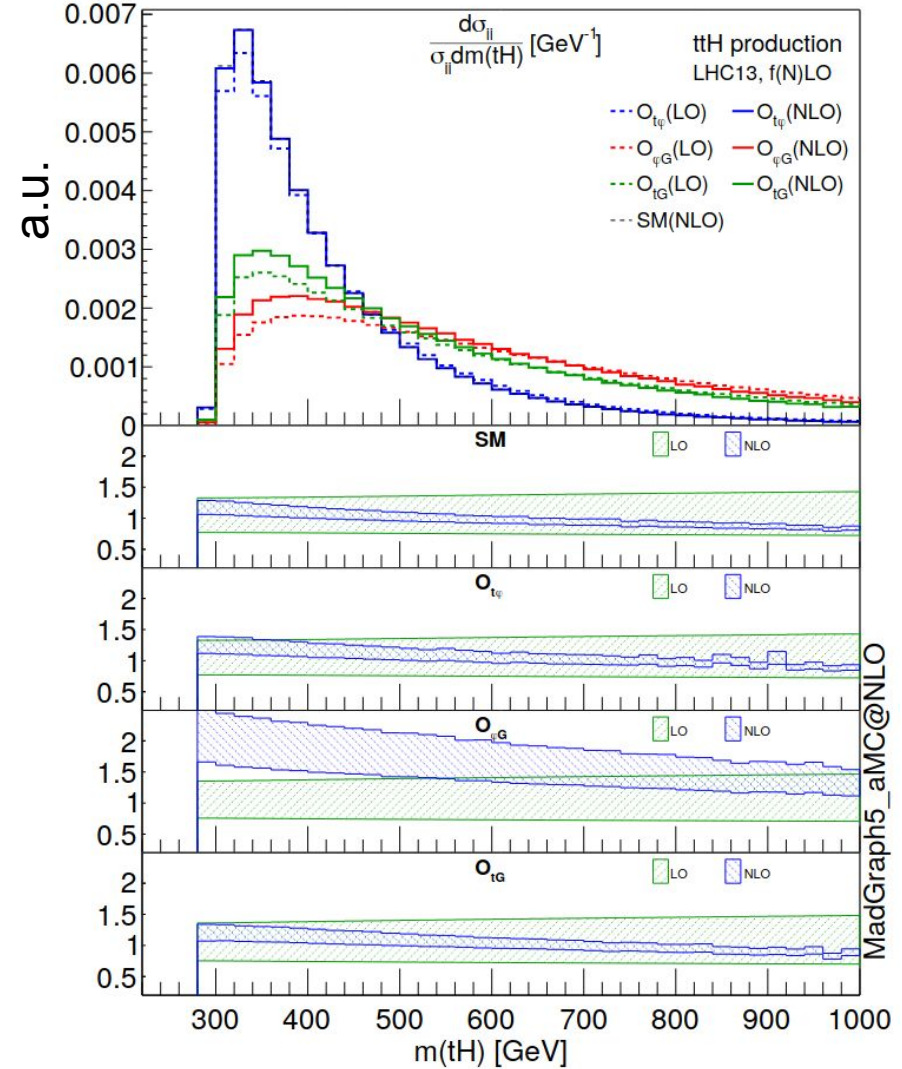 0.007
0.006
0.005
0.004
0.003
0.002
0.001
0
a.u.
dσii
σiidm(tH) [GeV-1]
ttH production
LHC13, f(N)LO
Otφ(LO) Otφ(NLO)
OφG(LO) OφG(NLO)
OtG(LO) OtG(NLO)
SM(NLO)
SM
LO NLO
2
1.5
1
0.5
Otφ
LO NLO
2
1.5
1
0.5
OφG
LO NLO
2
1.5
1
0.5
OtG
LO NLO
2
1.5
1
0.5
300 400 500 600 700 800 900 1000
m(tH) [GeV]
MadGraph5_aMC@NLO